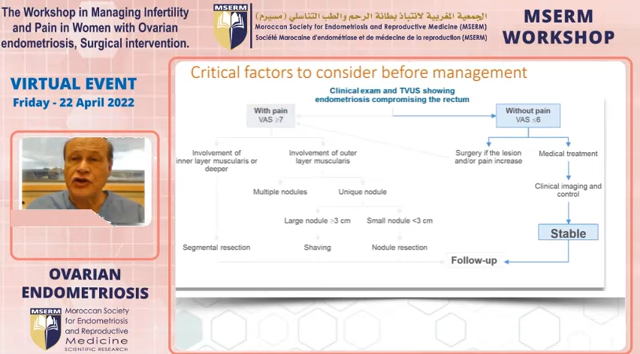 The Workshop in Managing Infertility
and Pain in Women with Ovarian
endometriosis, Surgical intervention.
الجمعية المغربية لانتباذ بطانة الرحم والطب التناسلي (مسيرم)
Moroccan Society for Endometriosis and Reproductive Medicine (MSERM)
Société Marocaine d'endométriose et de médecine de la reproduction (MSERM)
MSERM
MSERM
WORKSHOP
VIRTUAL EVENT
Friday - 22 April 2022
Critical factors to consider before management
Clinical exam and TVUS showing
endometriosis compromising the rectum
With pain
VAS ≥7
Without pain
VAS ≤6
Involvement of
inner layer muscularis or
deeper
Involvement of outer
layer muscularis
Surgery if the lesion
and/or pain increase
Medical treatment
Multiple nodules
Unique nodule
Clinical imaging and
control
Large nodule ≥3 cm
Small nodule <3 cm
Stable
Segmental resection
Shaving
Nodule resection
Follow-up
OVARIAN
ENDOMETRIOSIS
MSERM
Moroccan Society
for Endometriosis
and Reproductive
Medicine
SCIENTIFIC RESEARCH